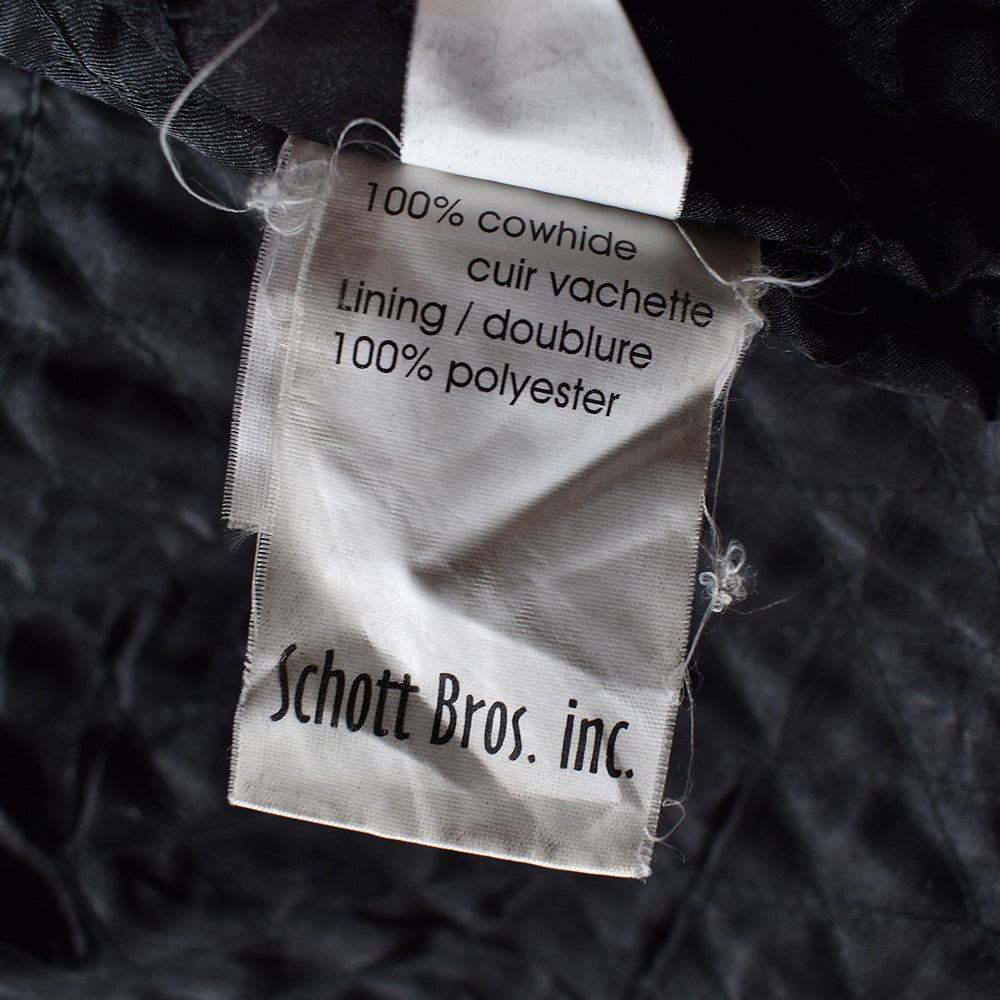 100% cowhide
cuir vachette
Lining / doublure
100% polyester
Schott Bros. inc.